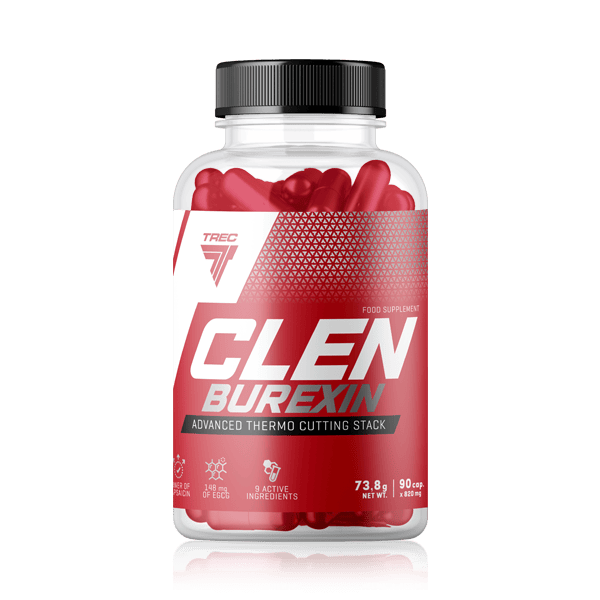 TREC
FOOD SUPPLEMENT
CLEN
BUREXIN
ADVANCED THERMO CUTTING STACK
148 mg
OF EGCG
9 ACTIVE
INGREDIENTS
73,8g
NET WT.
90 cap.
x 820 mg